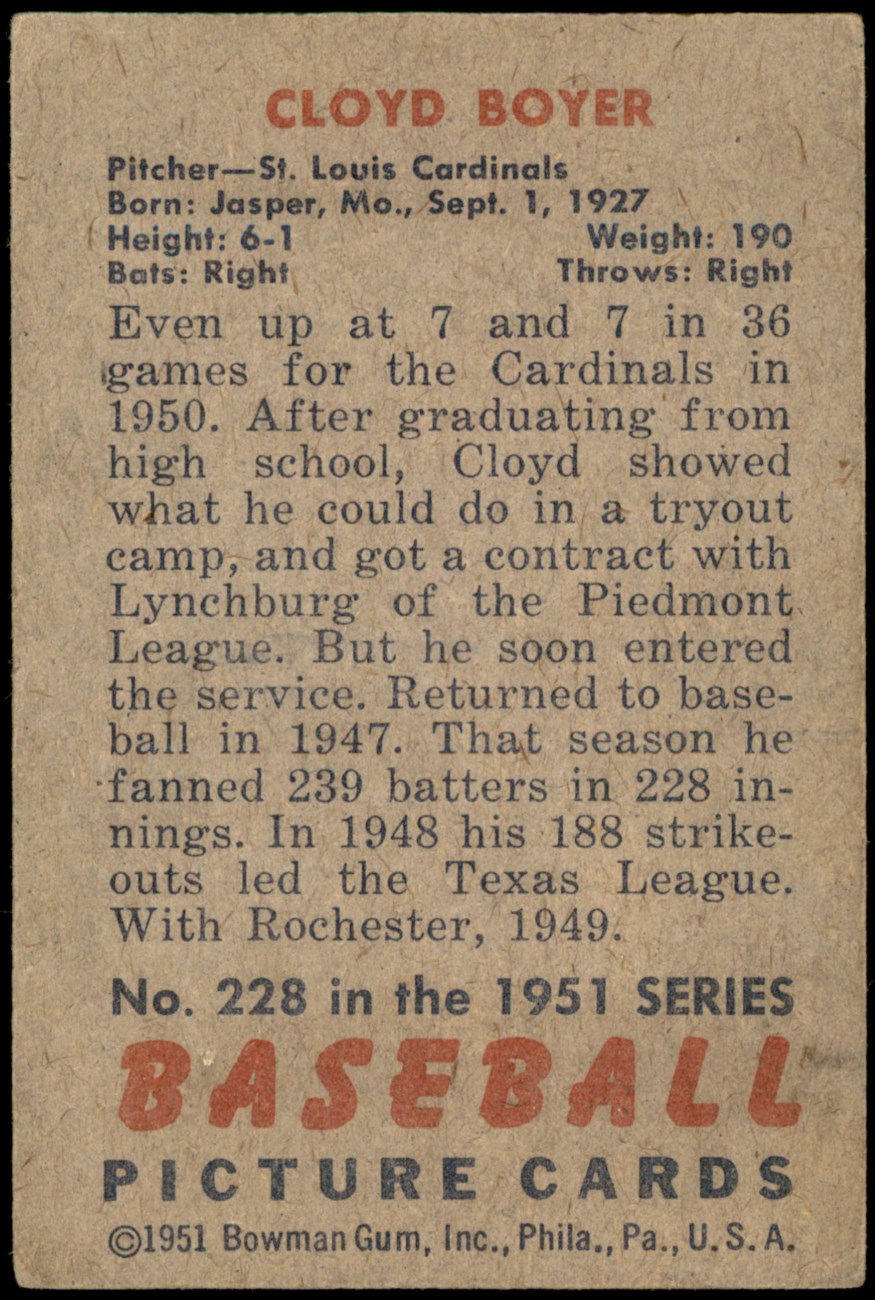 CLOYD BOYER
Pitcher—St. Louis Cardinals
Born: Jasper, Mo., Sept. 1, 1927
Height: 6-1 Weight: 190
Bats: Right Throws: Right
Even up at 7 and 7 in 36
games for the Cardinals in
1950. After graduating from
high school, Cloyd showed
what he could do in a tryout
camp, and got a contract with
Lynchburg of the Piedmont
League. But he soon entered
the service. Returned to base-
ball in 1947. That season he
fanned 239 batters in 228 in-
nings. In 1948 his 188 strike-
outs led the Texas League.
With Rochester, 1949.
No. 228 in the 1951 SERIES
BASEBALL
PICTURE CARDS
©1951 Bowman Gum, Inc., Phila., Pa., U. S. A.